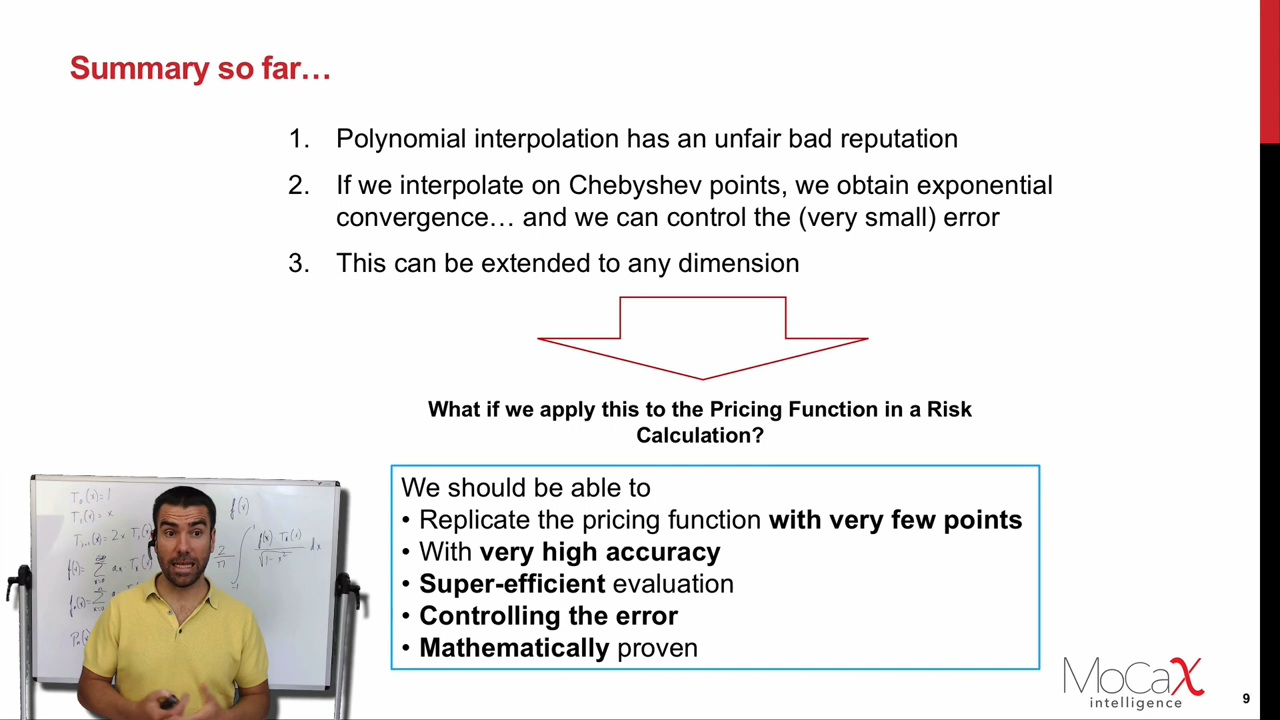 Summary so far…
1. Polynomial interpolation has an unfair bad reputation
2. If we interpolate on Chebyshev points, we obtain exponential
convergence… and we can control the (very small) error
3. This can be extended to any dimension
What if we apply this to the Pricing Function in a Risk
Calculation?
We should be able to
• Replicate the pricing function with very few points
• With very high accuracy
• Super-efficient evaluation
• Controlling the error
• Mathematically proven
T₀(x)=1
T₁(x)=x
f(x)
MoCaX
intelligence
9